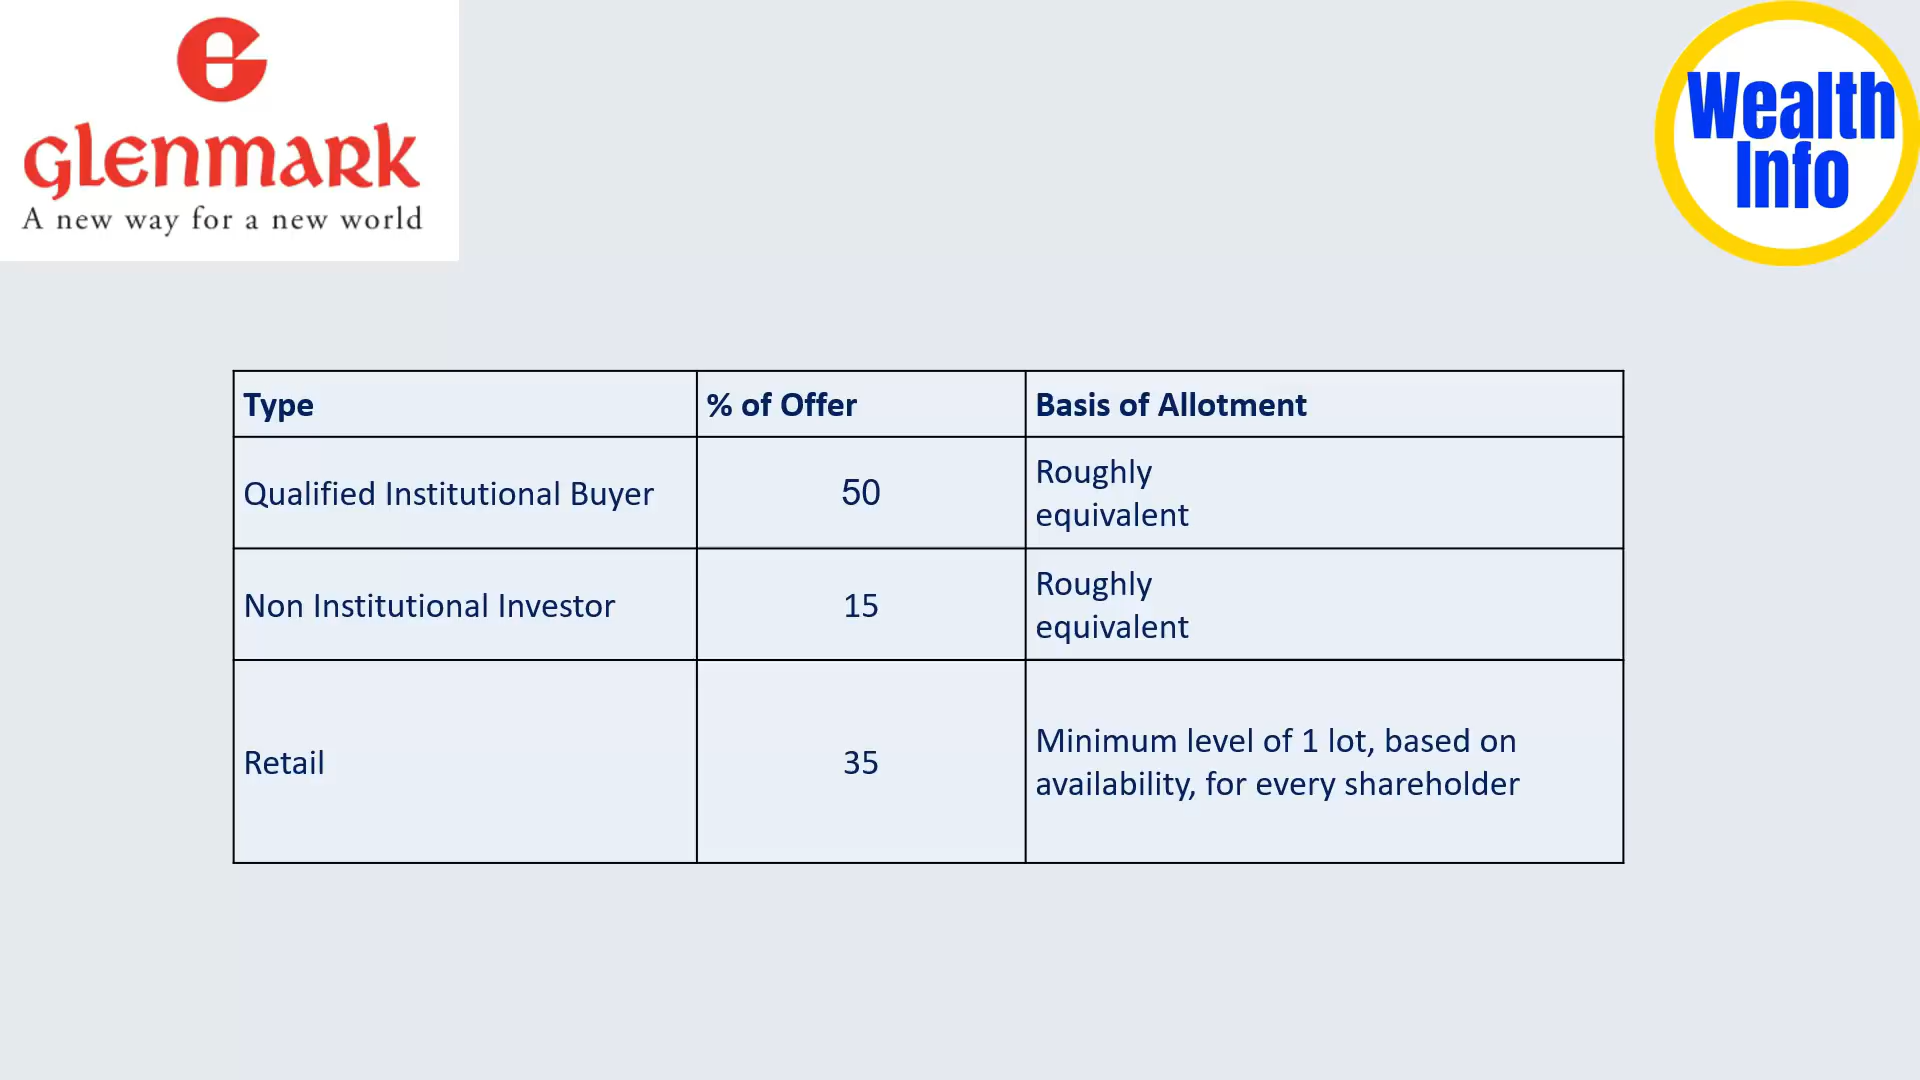 glenmark
A new way for a new world
Wealth
Info
Type % of Offer Basis of Allotment
Qualified Institutional Buyer 50 Roughly
equivalent
Non Institutional Investor 15 Roughly
equivalent
Retail 35 Minimum level of 1 lot, based on
availability, for every shareholder